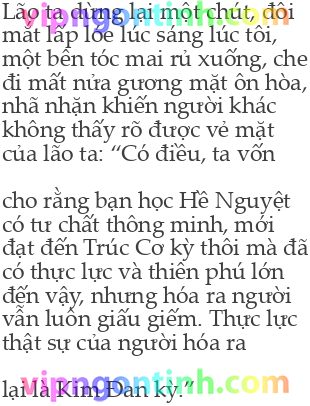 Lão ta dừng lại một chút, đôi
mắt lấp lóe lúc sáng lúc tối,
một bên tóc mai rủ xuống, che
đi mất nửa gương mặt ôn hòa,
nhã nhặn khiến người khác
không thấy rõ được vẻ mặt
của lão ta: “Có điều, ta vốn
cho rằng bạn học Hề Nguyệt
có tư chất thông minh, mới
đạt đến Trúc Cơ kỳ thôi mà đã
có thực lực và thiên phú lớn
đến vậy, nhưng hóa ra người
vẫn luôn giấu giếm. Thực lực
thật sự của người hóa ra
lại là Kim Đan kỳ.”
vipngontinh.com
vipngontinh.com